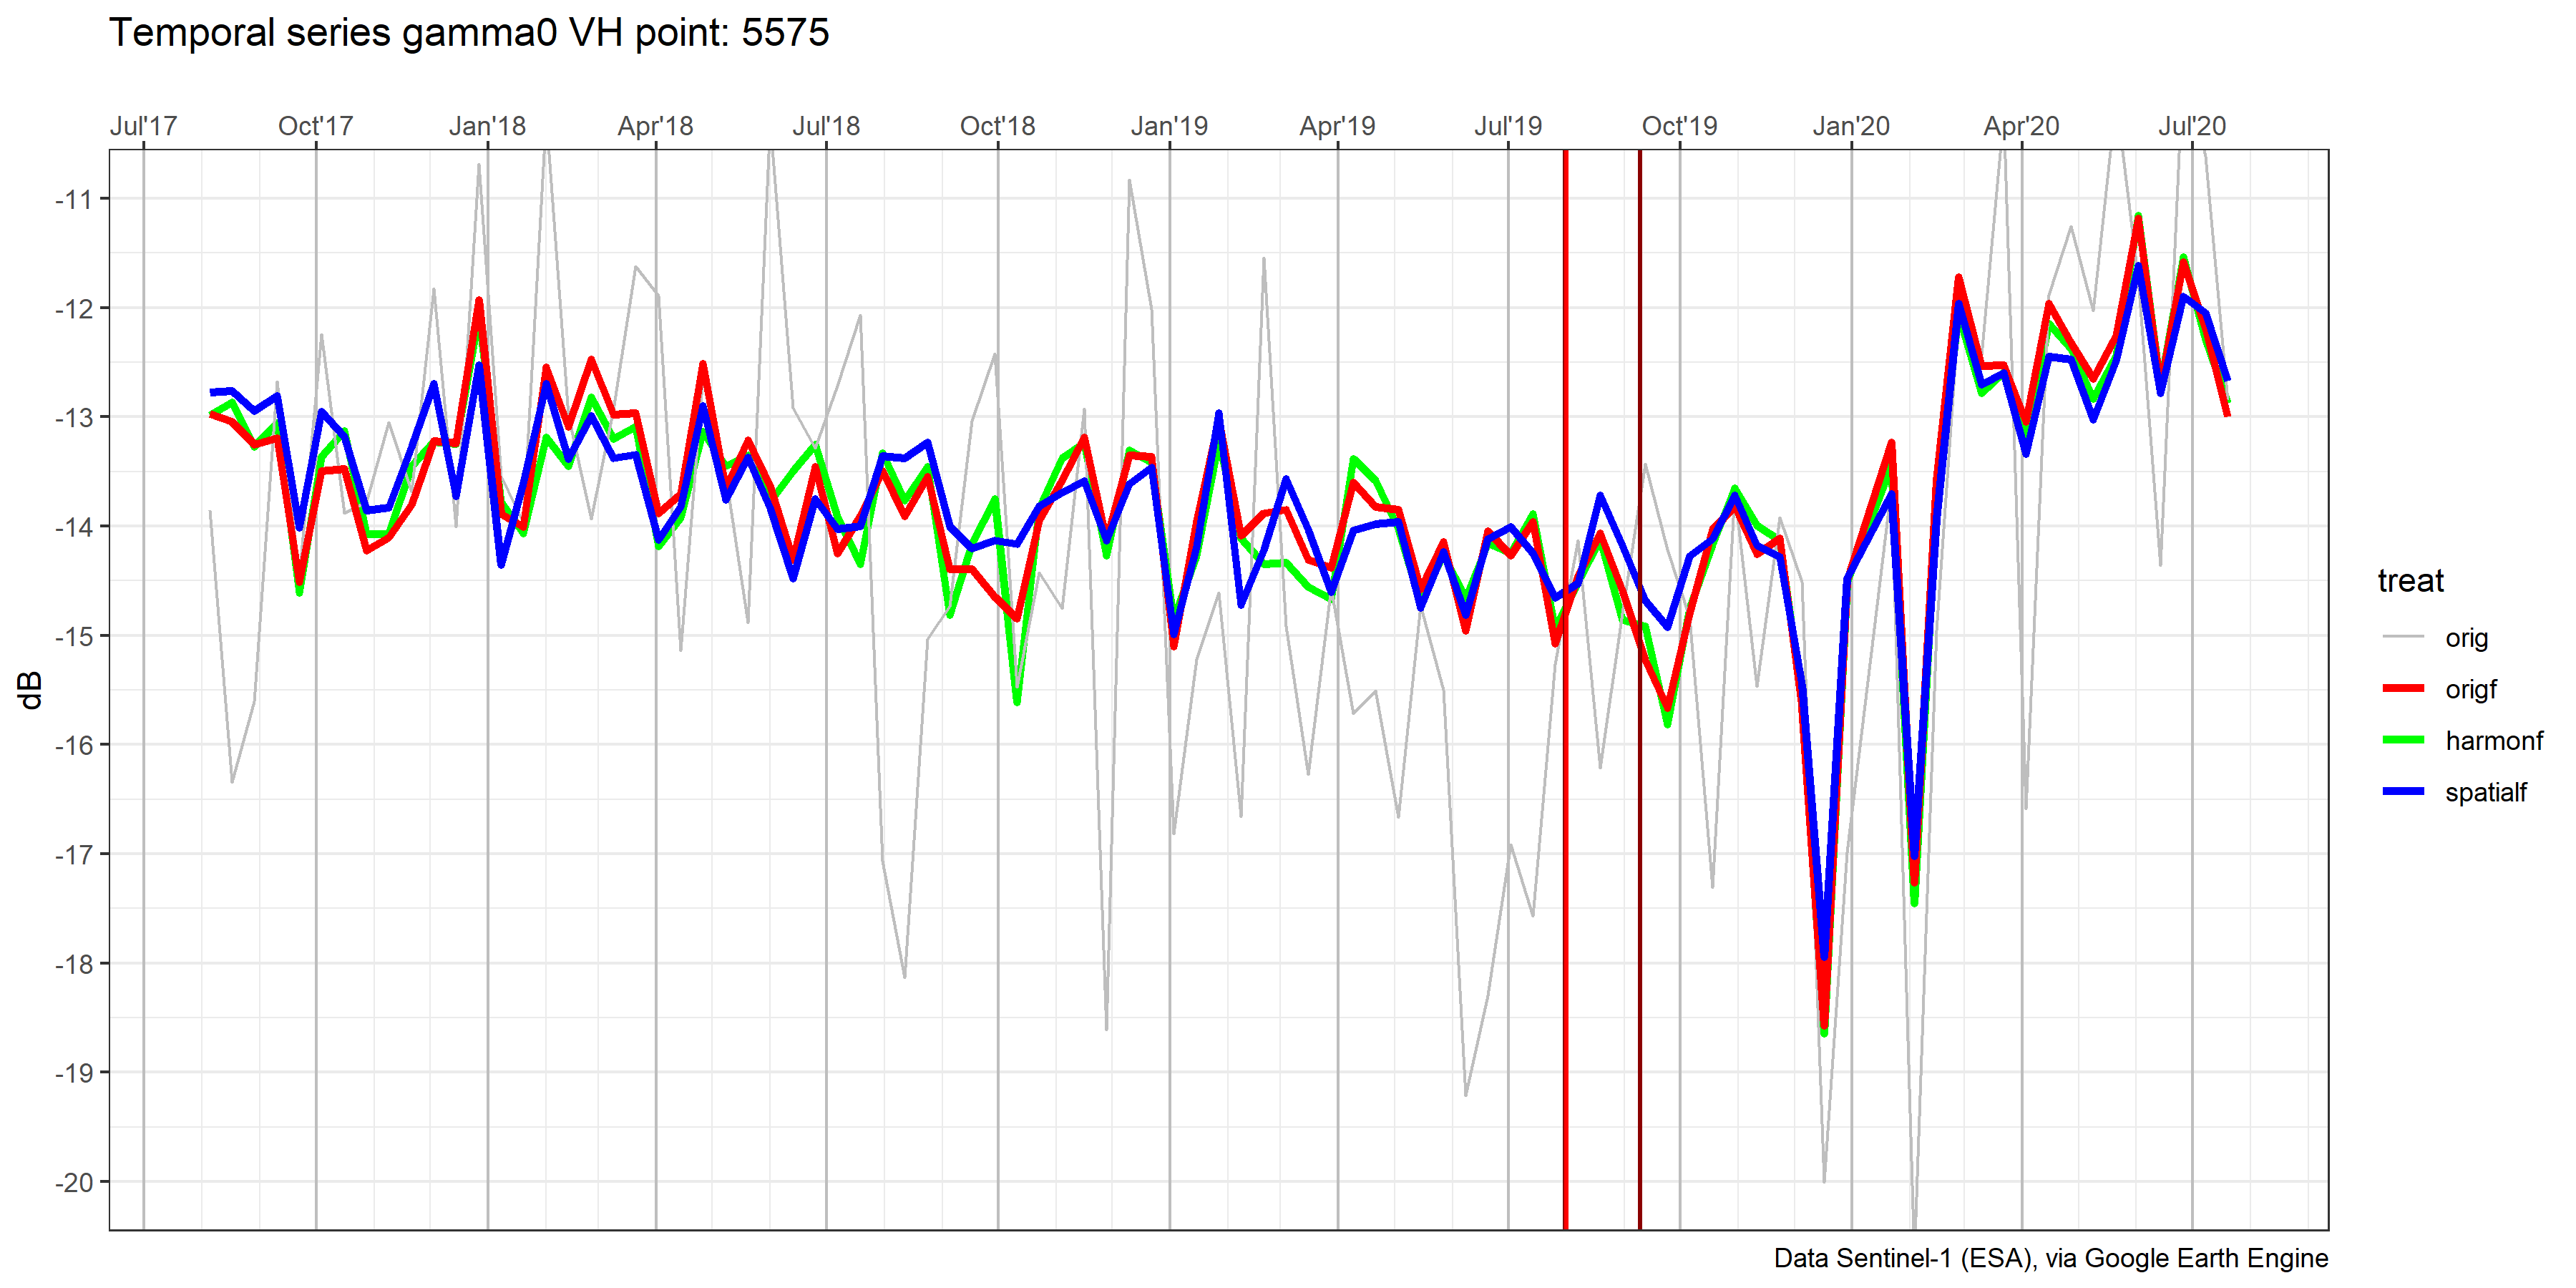 Temporal series gamma0 VH point: 5575
Jul'17 Oct'17 Jan'18 Apr'18 Jul'18 Oct'18 Jan'19 Apr'19 Jul'19 Oct'19 Jan'20 Apr'20 Jul'20
-11
-12
-13
-14
-15
-16
-17
-18
-19
-20
dB
treat
orig
origf
harmonf
spatialf
Data Sentinel-1 (ESA), via Google Earth Engine